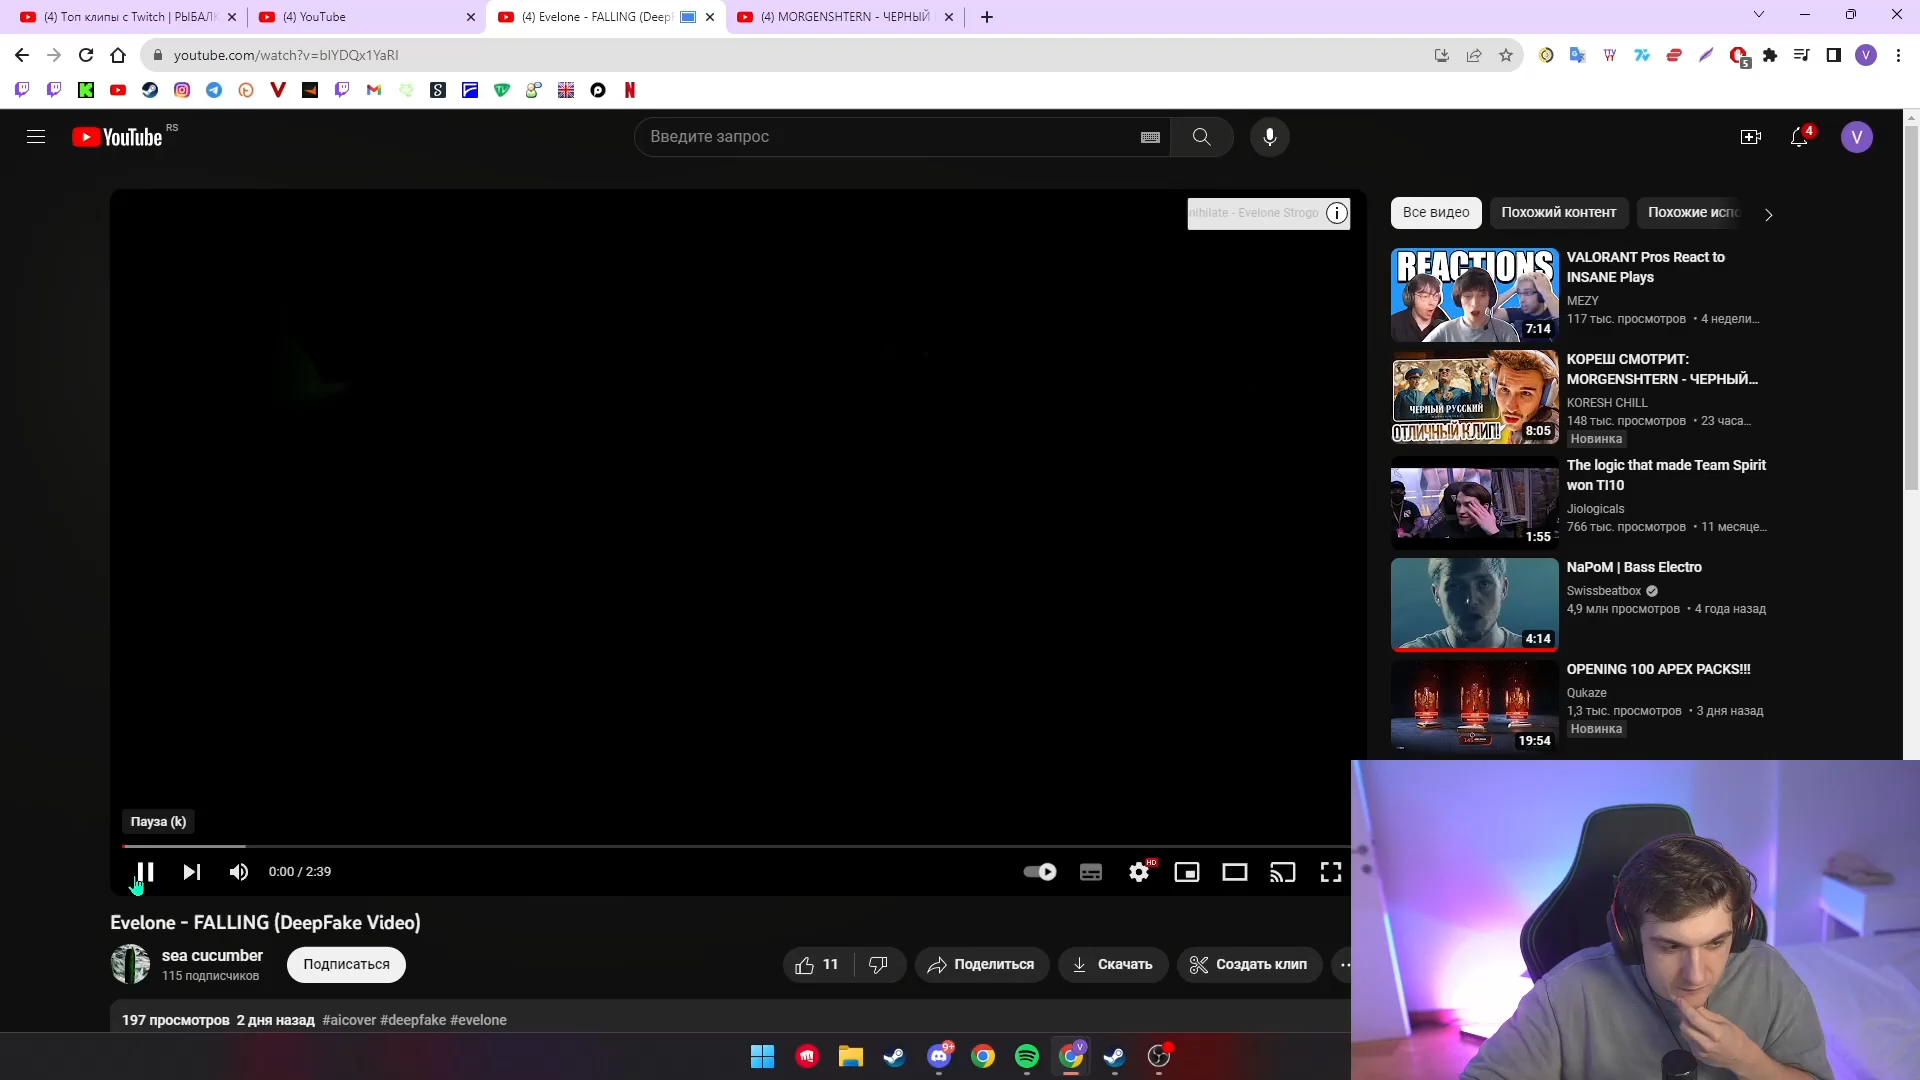 (4) Топ клипы с Twitch | РЫБАЛК
(4) YouTube
(4) Evelone - FALLING (DeepF
(4) MORGENSHTERN - ЧЕРНЫЙ
youtube.com/watch?v=bIYDQx1YaRI
5
V
YouTube RS
Введите запрос
4
V
nihilate - Evelone Strogo
Все видео
Похожий контент
Похожие испо
REACTIONS
7:14
VALORANT Pros React to
INSANE Plays
MEZY
117 тыс. просмотров • 4 недели...
ЧЕРНЫЙ РУССКИЙ
ОТЛИЧНЫЙ КЛИП!
8:05
КОРЕШ СМОТРИТ:
MORGENSHTERN - ЧЕРНЫЙ...
KORESH CHILL
148 тыс. просмотров • 23 часа...
Новинка
1:55
The logic that made Team Spirit
won TI10
Jiologicals
766 тыс. просмотров • 11 месяце...
4:14
NaPoM | Bass Electro
Swissbeatbox
4,9 млн просмотров • 4 года назад
19:54
OPENING 100 APEX PACKS!!!
Qukaze
1,3 тыс. просмотров • 3 дня назад
Новинка
Пауза (k)
0:00 / 2:39
HD
Evelone - FALLING (DeepFake Video)
sea cucumber
115 подписчиков
Подписаться
11
Поделиться
Скачать
Создать клип
197 просмотров 2 дня назад #aicover #deepfake #evelone
9+
V